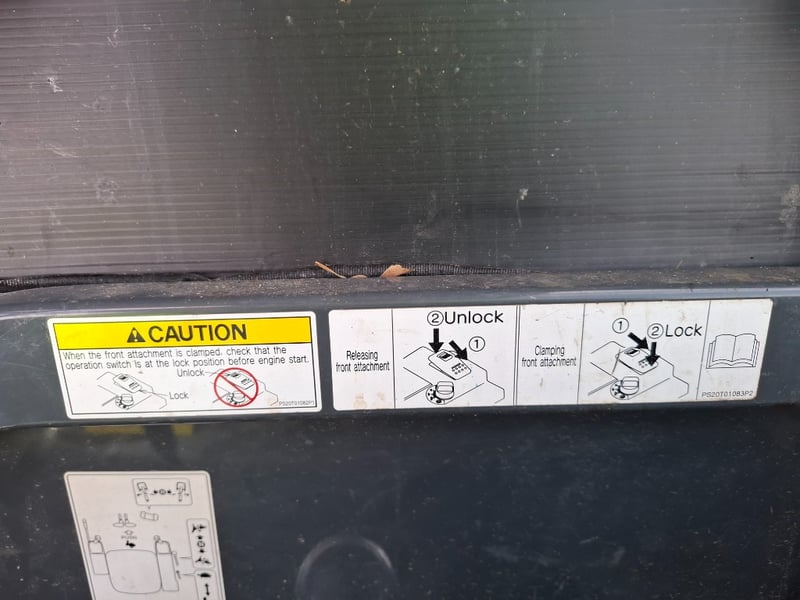 CAUTION
When the front attachment is clamped, check that the
operation switch is at the lock position before engine start.
Unlock
Lock
PS20T01082P1
Releasing
front attachment
②Unlock
①
Clamping
front attachment
①
②Lock
PS20T01083P2
PUSH